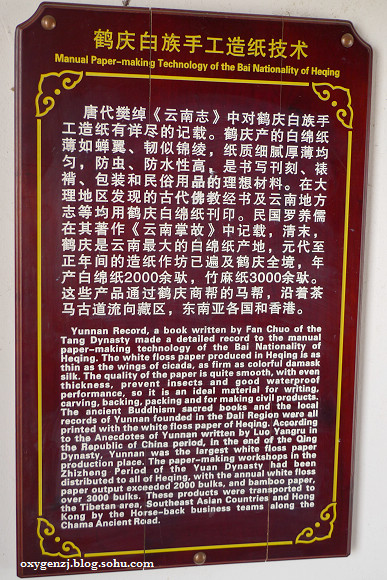 鹤庆白族手工造纸技术
Manual Paper-making Technology of the Bai Nationality of Heqing
唐代樊绰《云南志》中对鹤庆白族手
工造纸有详尽的记载。鹤庆产的白绵纸
薄如蝉翼、韧似锦绫，纸质细腻厚薄均
匀，防虫、防水性高，是书写刊刻、裱
褙、包装和民俗用品的理想材料。在大
理地区发现的古代佛教经书及云南地方
志等均用鹤庆白绵纸刊印。民国罗养儒
在其著作《云南掌故》中记载，清末，
鹤庆是云南最大的白绵纸产地，元代至
正年间的造纸作坊已遍及鹤庆全境，年
产白绵纸2000余驮，竹麻纸3000余驮。
这些产品通过鹤庆商帮的马帮，沿着茶
马古道流向藏区，东南亚各国和香港。
Yunnan Record, a book written by Fan Chuo of the
Tang Dynasty made a detailed record to the manual
paper-making technology of the Bai Nationality of
Heqing. The white floss paper produced in Heqing is as
thin as the wings of cicada, as firm as colorful damask
silk. The quality of the paper is quite smooth, with even
thickness, prevent insects and good waterproof
performance, so it is an ideal material for writing,
carving, backing, packing and for making civil products.
The ancient Buddhism sacred books and the local
records of Yunnan founded in the Dali Region were all
printed with the white floss paper of Heqing. According
to the Anecdotes of Yunnan written by Luo Yangru in
the Republic of China period, in the end of the Qing
Dynasty, Yunnan was the largest white floss paper
production place. The paper-making workshops in the
Zhizheng Period of the Yuan Dynasty had been
distributed to all of Heqing, with the annual white floss
paper output exceeded 2000 bulks, and bamboo paper,
over 3000 bulks. These products were transported to
the Tibetan area, Southeast Asian Countries and Hong
Kong by the Horse-back business teams along the
Chama Ancient Road.
oxygenzj.blog.sohu.com